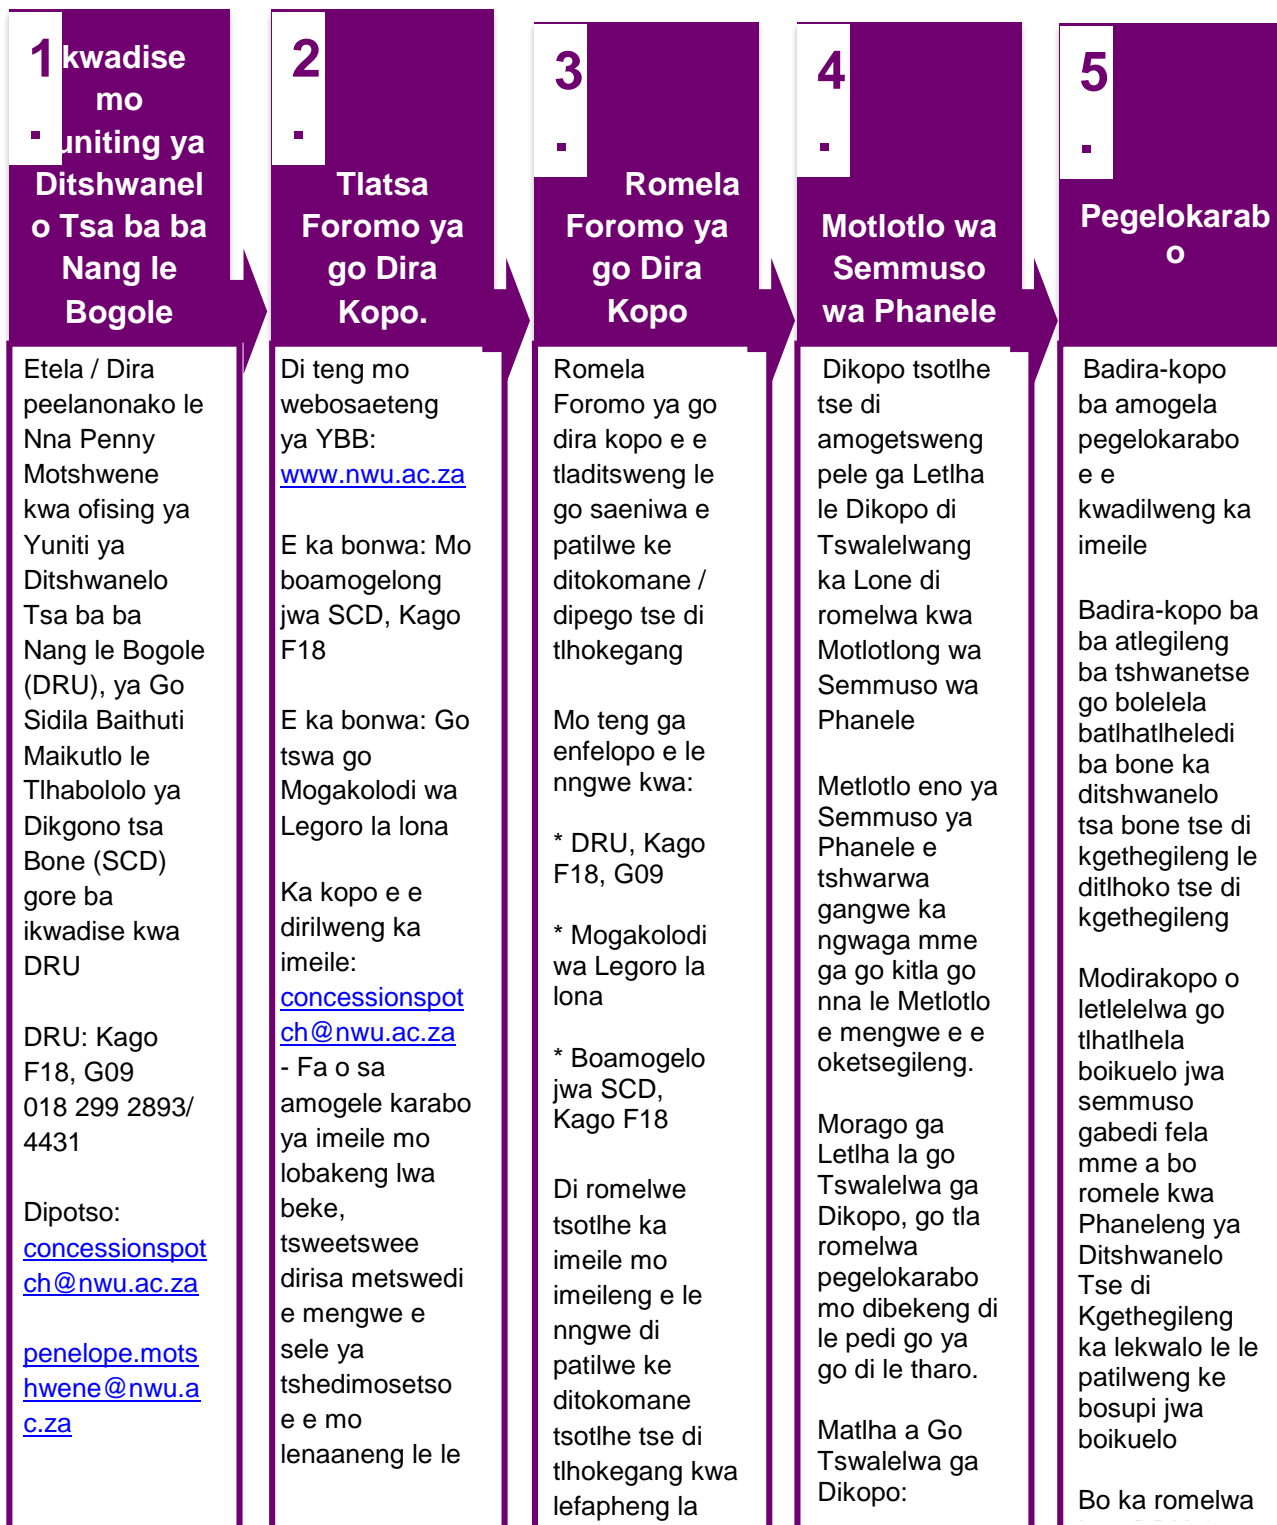 1
.
kwadise
mo
uniting ya
Ditshwanel
o Tsa ba ba
Nang le
Bogole
Etela / Dira
peelanonako le
Nna Penny
Motshwene
kwa ofising ya
Yuniti ya
Ditshwanelo
Tsa ba ba
Nang le Bogole
(DRU), ya Go
Sidila Baithuti
Maikutlo le
Tlhabololo ya
Dikgono tsa
Bone (SCD)
gore ba
ikwadise kwa
DRU
DRU: Kago
F18, G09
018 299 2893/
4431
Dipotso:
concessionspot
ch@nwu.ac.za
penelope.mots
hwene@nwu.a
c.za
2
.
Tlatsa
Foromo ya
go Dira
Kopo.
Di teng mo
webosaeteng
ya YBB:
www.nwu.ac.za
E ka bonwa: Mo
boamogelong
jwa SCD, Kago
F18
E ka bonwa: Go
tswa go
Mogakolodi wa
Legoro la lona
Ka kopo e e
dirilweng ka
imeile:
concessionspot
ch@nwu.ac.za
- Fa o sa
amogele karabo
ya imeile mo
lobakeng lwa
beke,
tsweetswee
dirisa metswedi
e mengwe e
sele ya
tshedimosetso
e e mo
lenaaneng le le
3
.
Romela
Foromo ya
go Dira
Kopo
Romela
Foromo ya go
dira kopo e e
tladitsweng le
go saeniwa e
patilwe ke
ditokomane /
dipego tse di
tlhokegang
Mo teng ga
enfelopo e le
nngwe kwa:
* DRU, Kago
F18, G09
* Mogakolodi
wa Legoro la
lona
* Boamogelo
jwa SCD,
Kago F18
Di romelwe
tsotlhe ka
imeile mo
imeileng e le
nngwe di
patilwe ke
ditokomane
tsotlhe tse di
tlhokegang kwa
lefapheng la
4
.
Motlotlo wa
Semmuso
wa Phanele
Dikopo tsotlhe
tse di
amogetsweng
pele ga Letlha
le Dikopo di
Tswalelwang
ka Lone di
romelwa kwa
Motlotlong wa
Semmuso wa
Phanele
Metlotlo eno ya
Semmuso ya
Phanele e
tshwarwa
gangwe ka
ngwaga mme
ga go kitla go
nna le Metlotlo
e mengwe e e
oketsegileng.
Morago ga
Letlha la go
Tswalelwa ga
Dikopo, go tla
romelwa
pegelokarabo
mo dibekeng di
le pedi go ya
go di le tharo.
Matlha a Go
Tswalelwa ga
Dikopo:
5
.
Pegelokarab
o
Badira-kopo
ba amogela
pegelokarabo
e e
kwadilweng ka
imeile
Badira-kopo ba
ba atlegileng
ba tshwanetse
go bolelela
batlhatlheledi
ba bone ka
ditshwanelo
tsa bone tse di
kgethegileng le
ditlhoko tse di
kgethegileng
Modirakopo o
letlelelwa go
tlhatlhela
boikuelo jwa
semmuso
gabedi fela
mme a bo
romele kwa
Phaneleng ya
Ditshwanelo
Tse di
Kgethegileng
ka lekwalo le le
patilweng ke
bosupi jwa
boikuelo
Bo ka romelwa